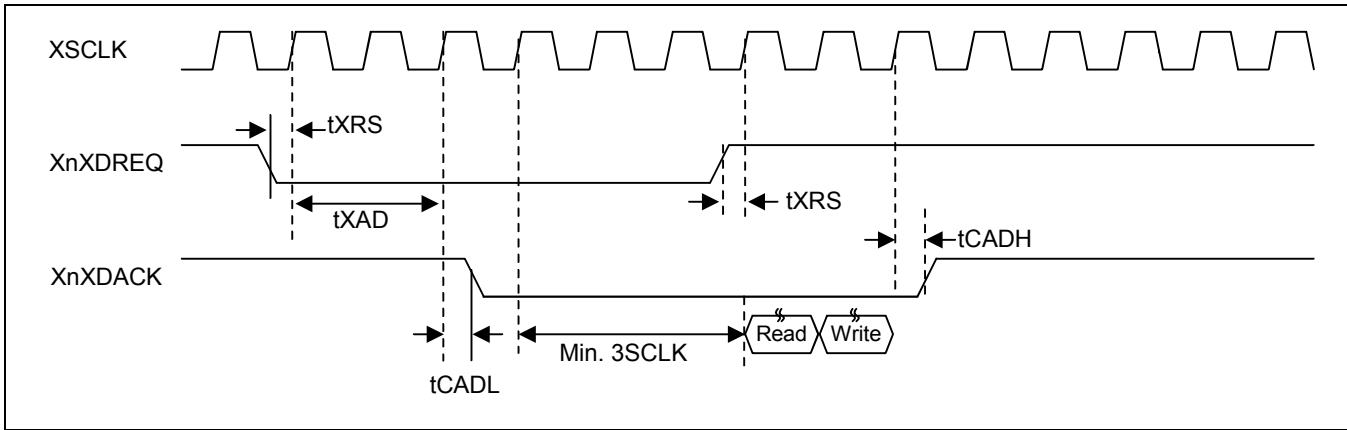 XSCLK
tXRS
XnXDREQ
tXRS
tXAD
tCADH
XnXDACK
Read Write
Min. 3SCLK
tCADL